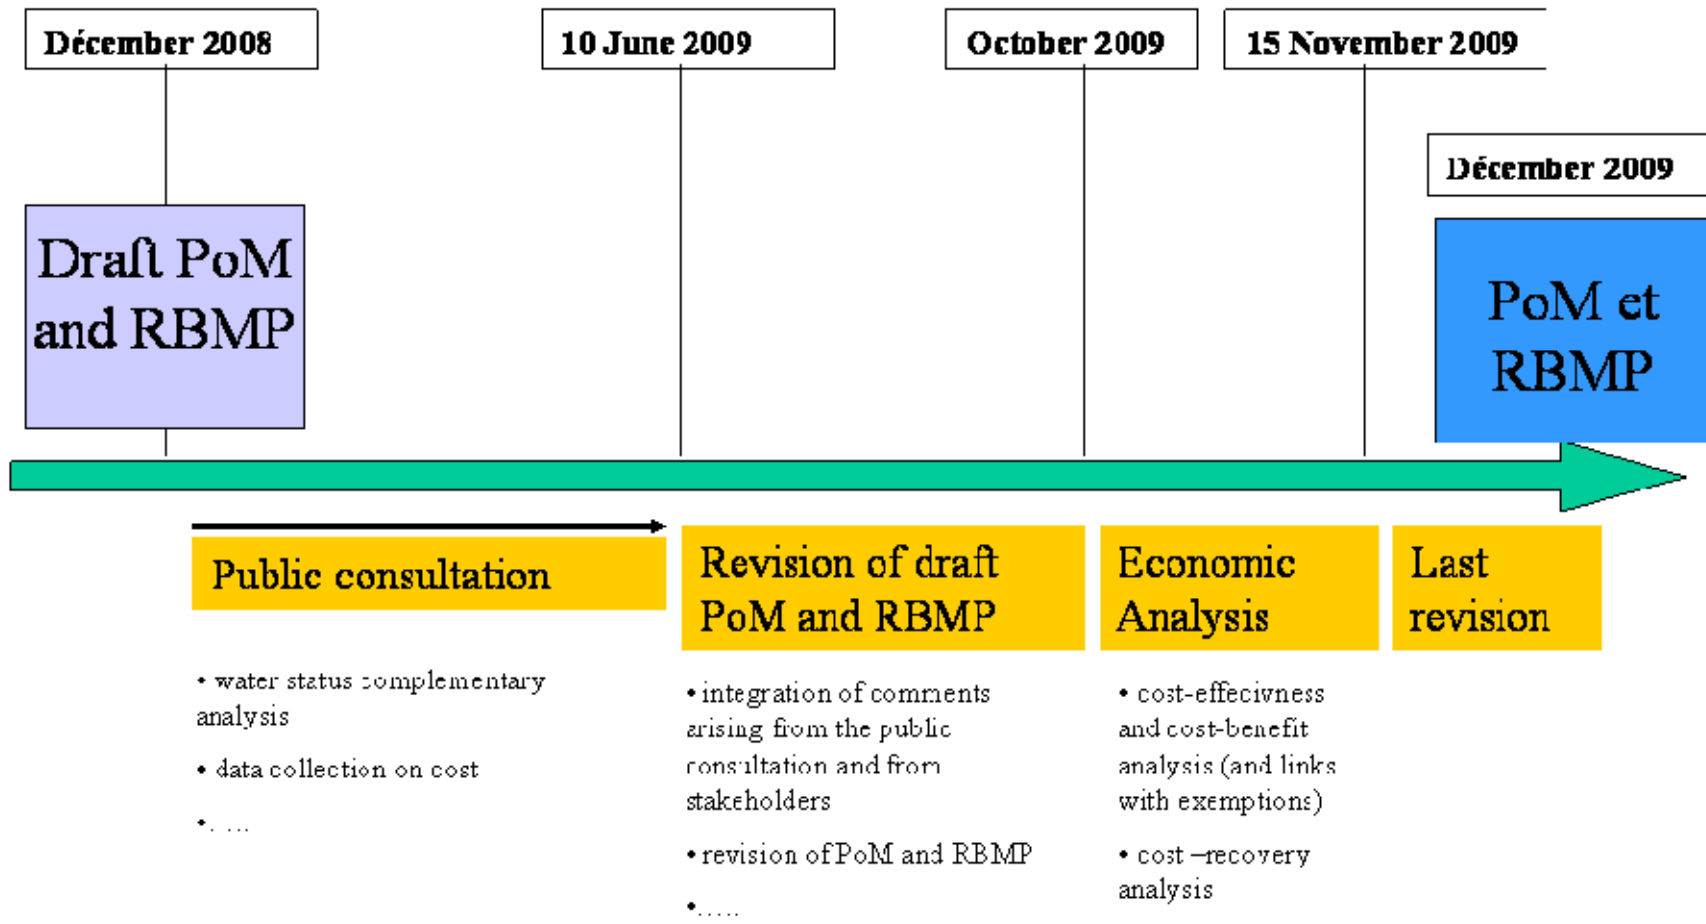 Décember 2008
10 June 2009
October 2009
15 November 2009
Décember 2009
Draft PoM
and RBMP
PoM et
RBMP
Public consultation
• water status complementary
analysis
• data collection on cost
•. ....
Revision of draft
PoM and RBMP
• integration of comments
arising from the public
consultation and from
stakeholders
• revision of PoM and RBMP
•.....
Economic
Analysis
• cost-effecivness
and cost-benefit
analysis (and links
with exemptions)
• cost –recovery
analysis
Last
revision